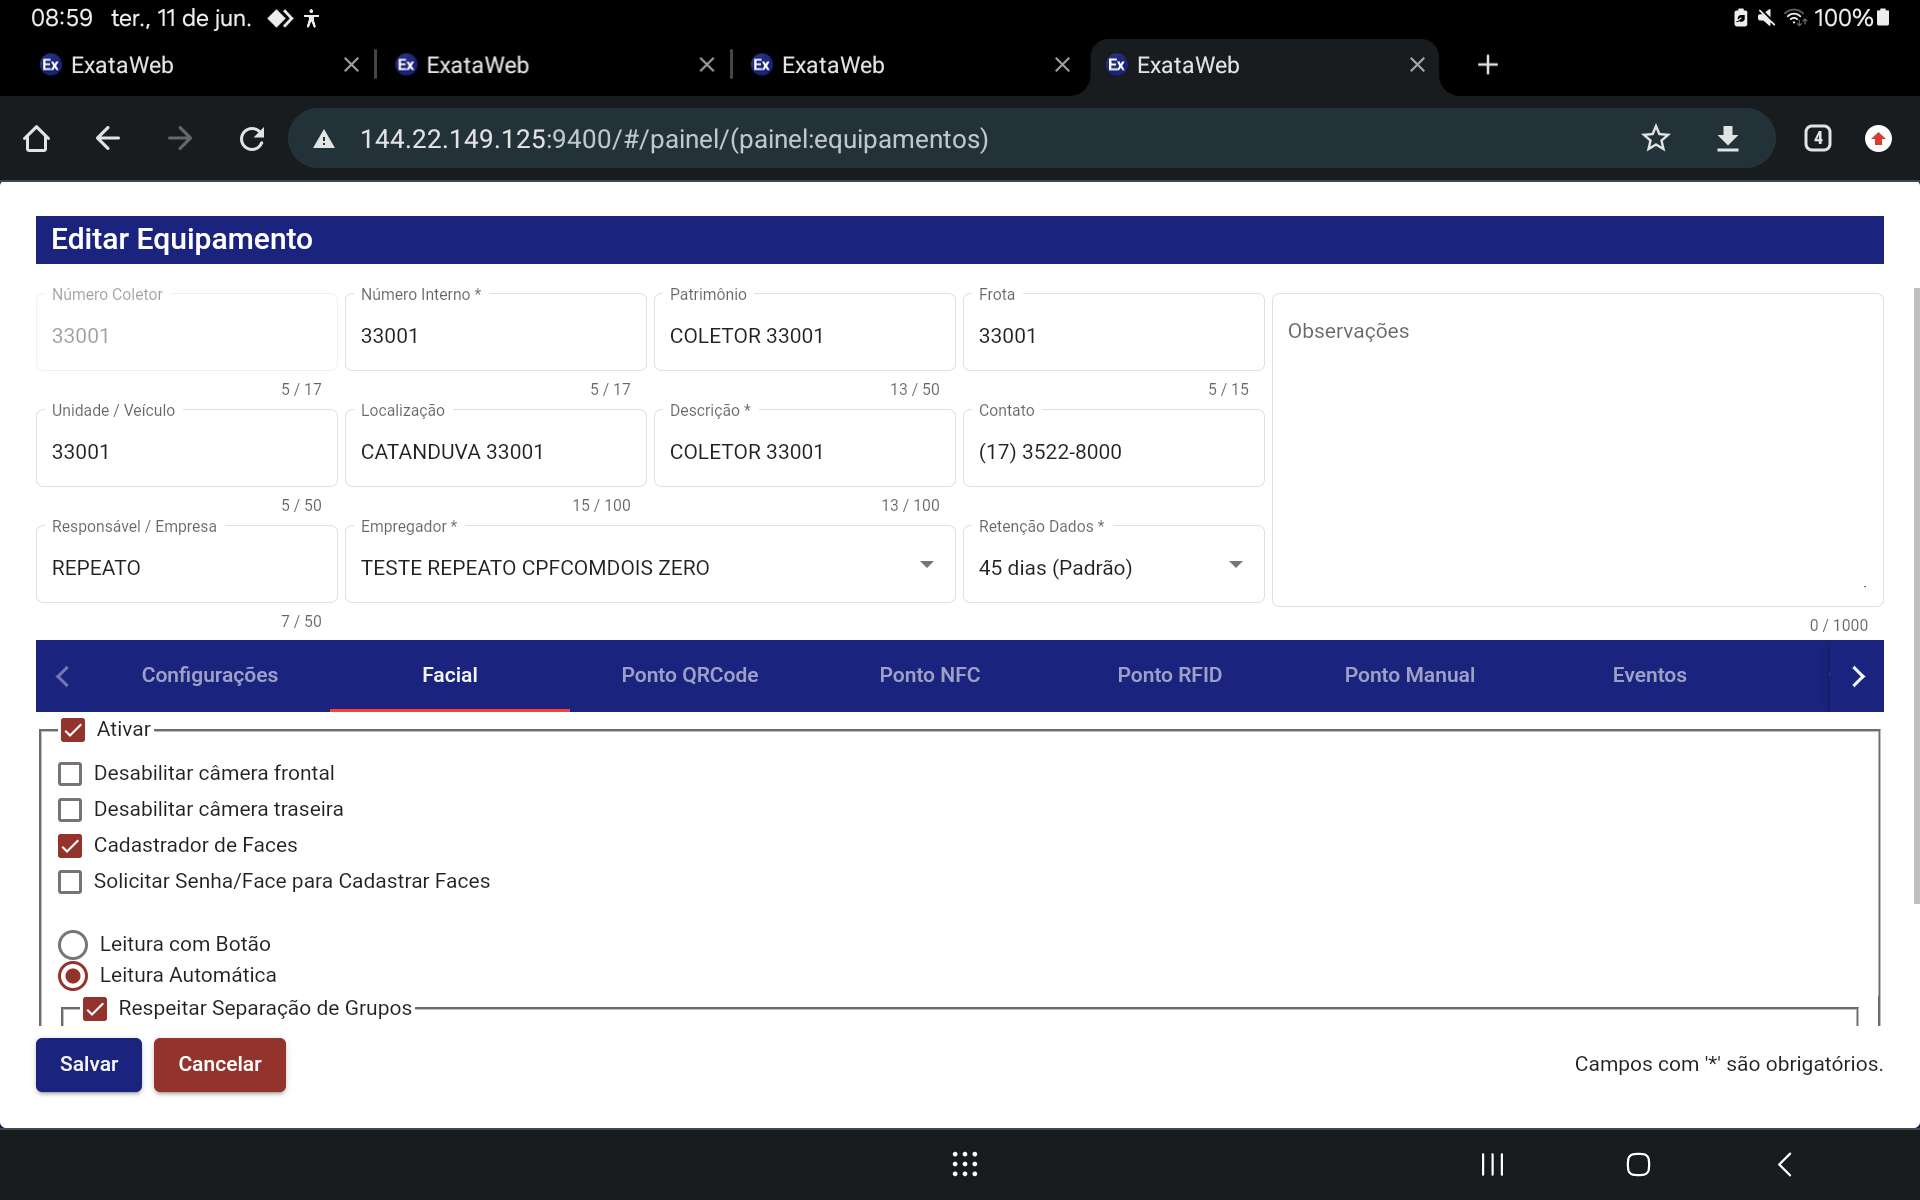 08:59 ter., 11 de jun. 100%
Ex ExataWeb Ex ExataWeb Ex ExataWeb Ex ExataWeb
144.22.149.125:9400/#/painel/(painel:equipamentos) 4
Editar Equipamento
Número Coletor Número Interno * Patrimônio Frota
33001 33001 COLETOR 33001 33001 Observações
5 / 17 5 / 17 13 / 50 5 / 15
Unidade / Veículo Localização Descrição * Contato
33001 CATANDUVA 33001 COLETOR 33001 (17) 3522-8000
5 / 50 15 / 100 13 / 100
Responsável / Empresa Empregador * Retenção Dados *
REPEATO TESTE REPEATO CPFCOMDOIS ZERO 45 dias (Padrão)
7 / 50 0 / 1000
Configurações Facial Ponto QRCode Ponto NFC Ponto RFID Ponto Manual Eventos
Ativar
Desabilitar câmera frontal
Desabilitar câmera traseira
Cadastrador de Faces
Solicitar Senha/Face para Cadastrar Faces
Leitura com Botão
Leitura Automática
Respeitar Separação de Grupos
Salvar Cancelar Campos com '*' são obrigatórios.